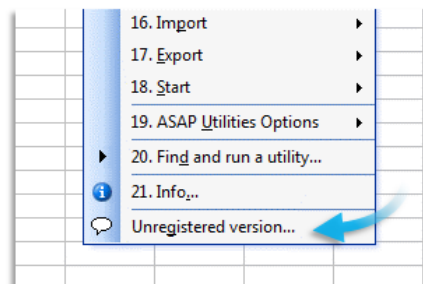 16. Import
17. Export
18. Start
19. ASAP Utilities Options
20. Find and run a utility...
21. Info...
Unregistered version...